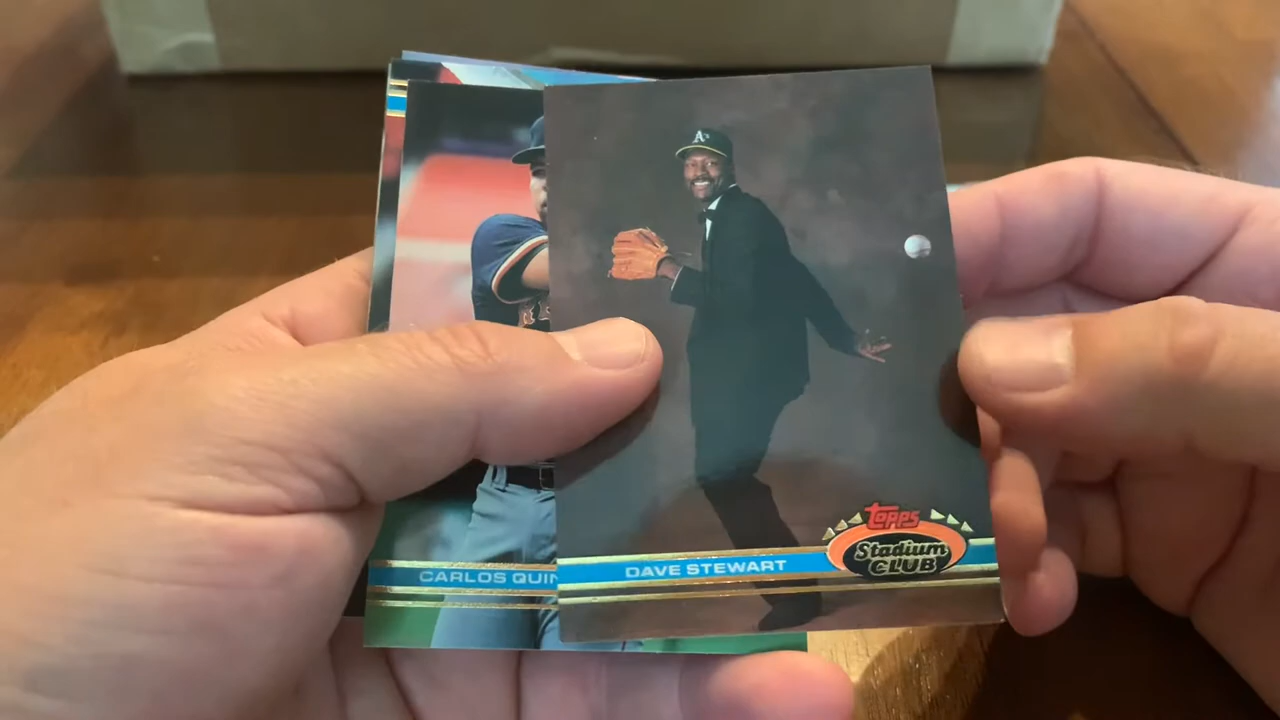 A's
CARLOS QUIN
DAVE STEWART
TOPPS
Stadium
CLUB